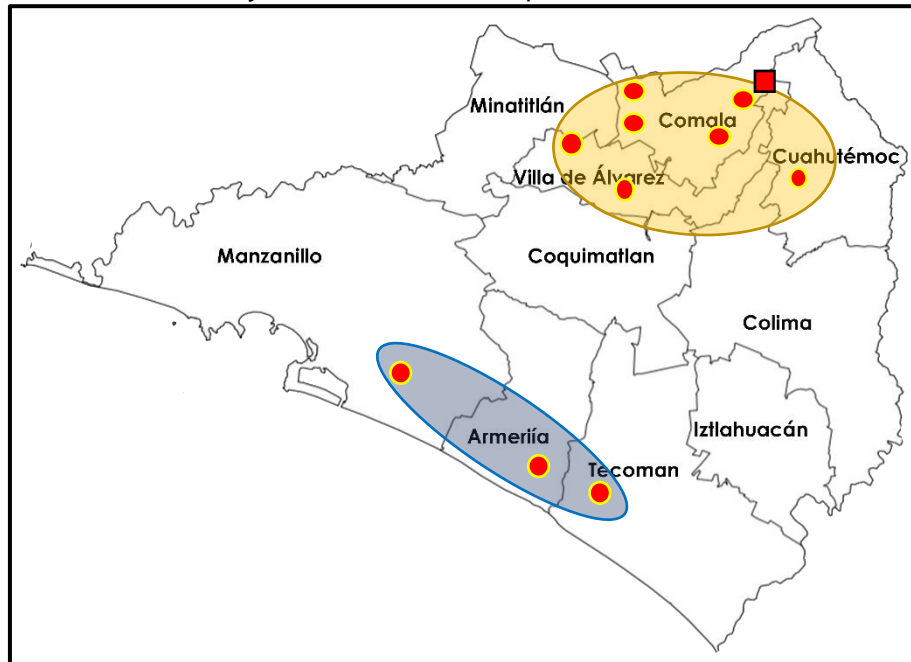 Minatitlán
Comala
Cuahutémoc
Villa de Álvarez
Manzanillo
Coquimatlan
Colima
Iztlahuacán
Armeriía
Tecoman